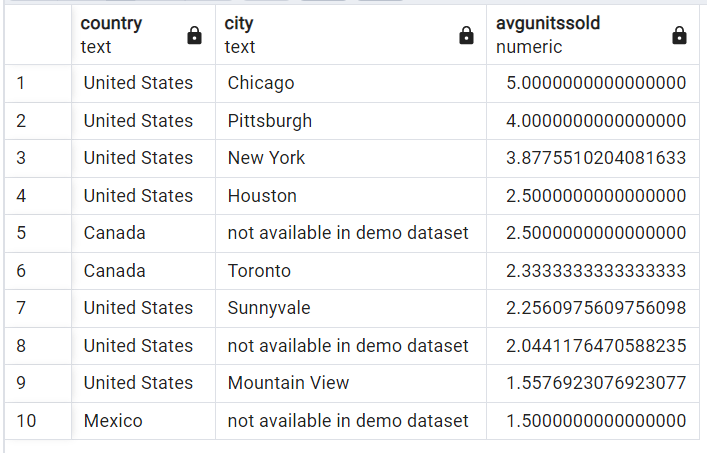 country city avgunitssold
text text numeric
1 United States Chicago 5.0000000000000000
2 United States Pittsburgh 4.0000000000000000
3 United States New York 3.8775510204081633
4 United States Houston 2.5000000000000000
5 Canada not available in demo dataset 2.5000000000000000
6 Canada Toronto 2.3333333333333333
7 United States Sunnyvale 2.2560975609756098
8 United States not available in demo dataset 2.0441176470588235
9 United States Mountain View 1.5576923076923077
10 Mexico not available in demo dataset 1.5000000000000000